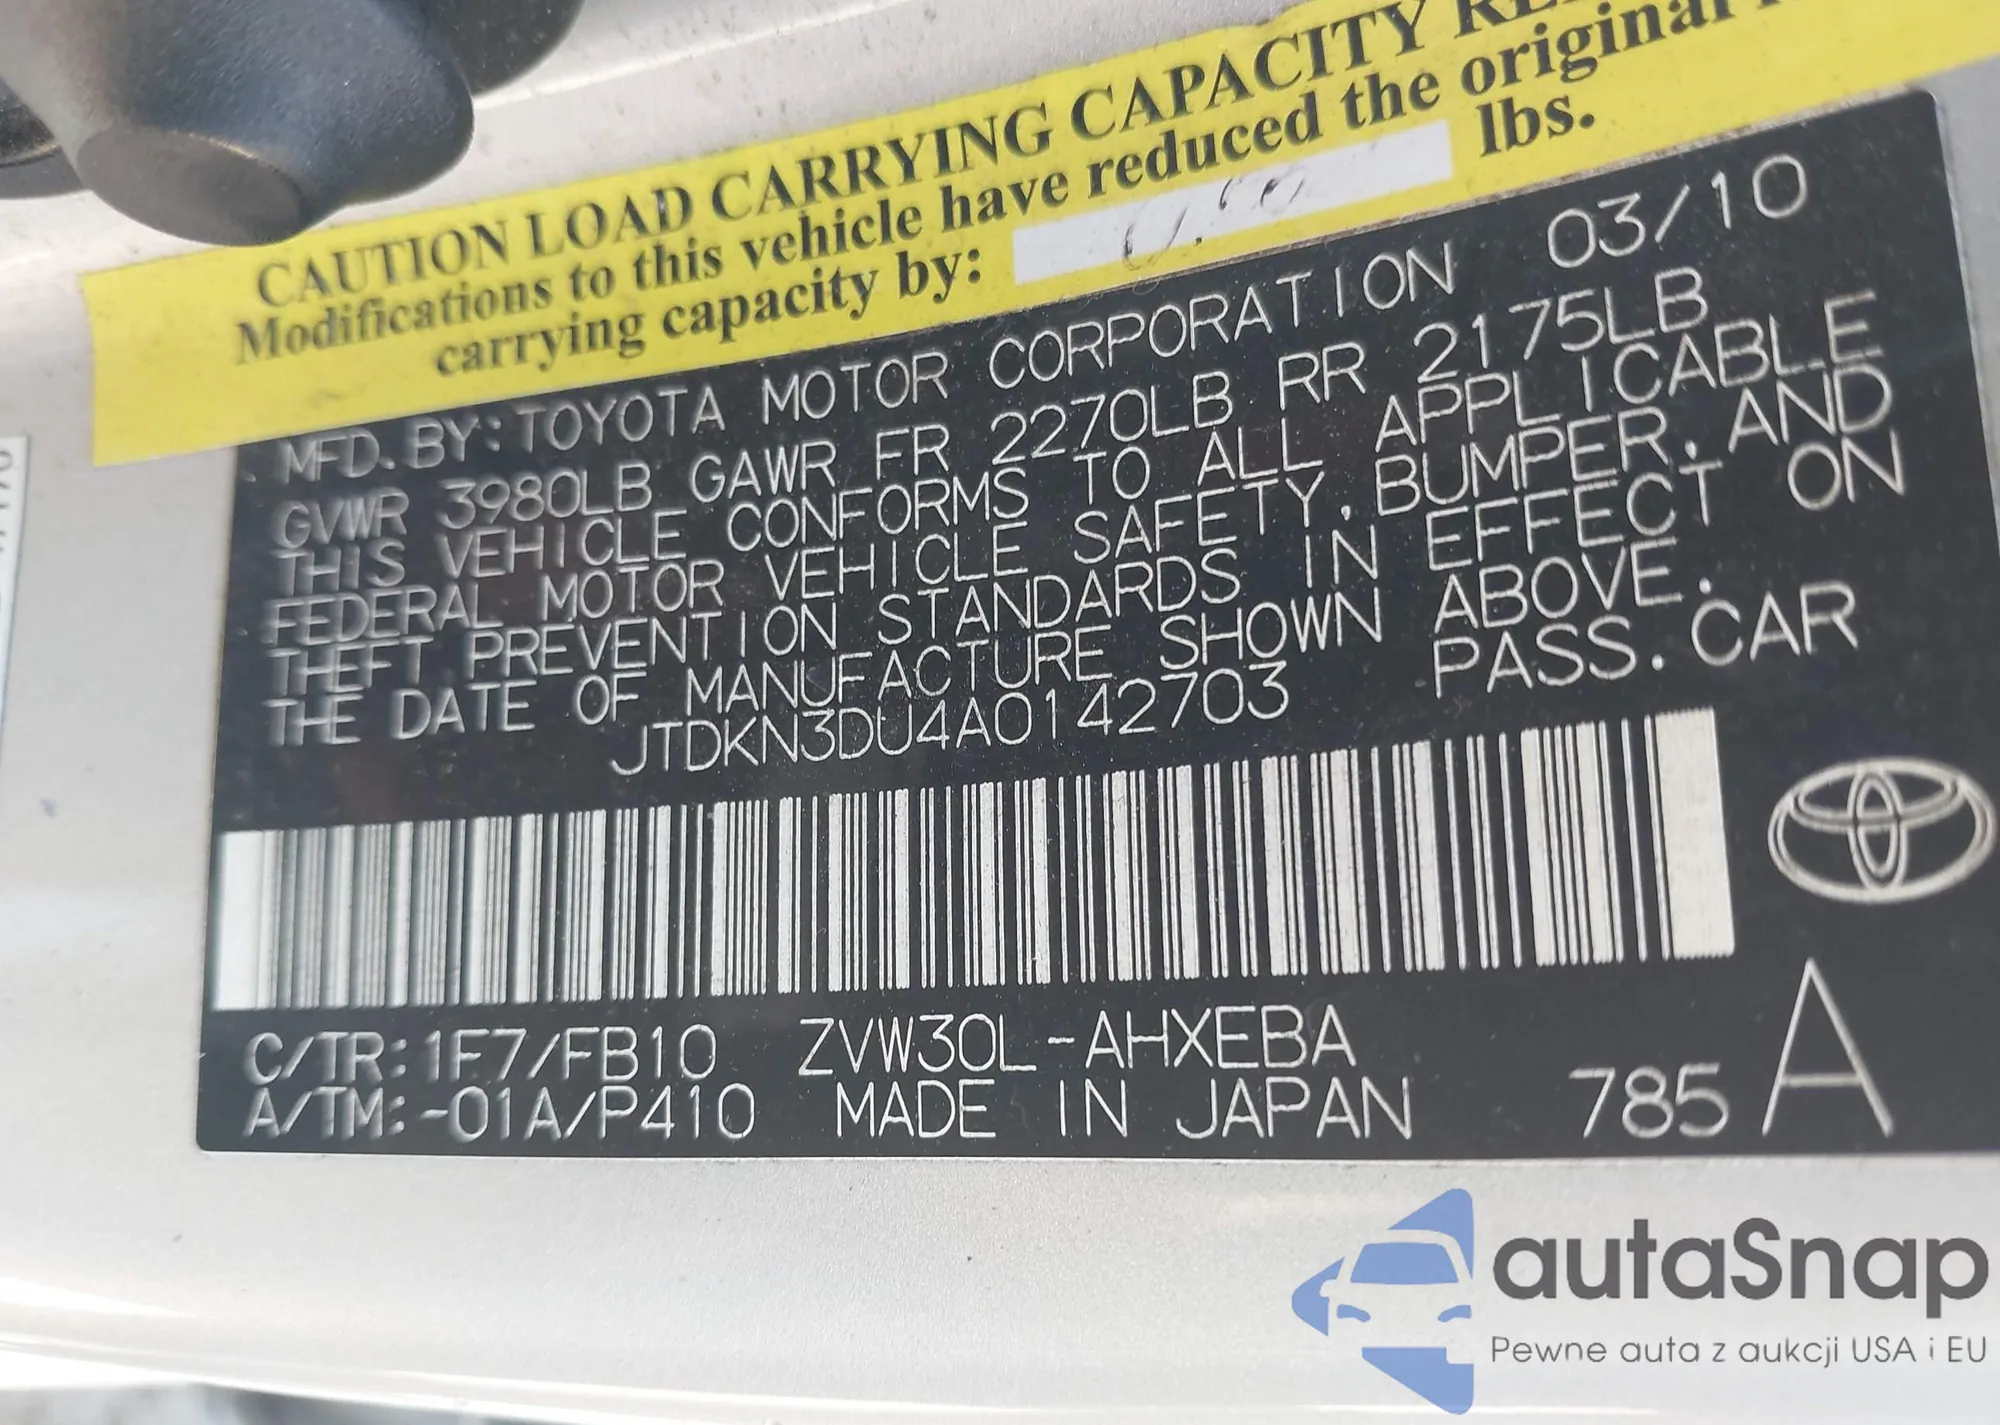 CAUTION LOAD CARRYING CAPACITY
Modifications to this vehicle have reduced the original
carrying capacity by: lbs.
MFD. BY: TOYOTA MOTOR CORPORATION 03/10
GVWR 3980LB GAWR FR 2270LB RR 2175LB
THIS VEHICLE CONFORMS TO ALL APPLICABLE
FEDERAL MOTOR VEHICLE SAFETY, BUMPER, AND
THEFT PREVENTION STANDARDS IN EFFECT ON
THE DATE OF MANUFACTURE SHOWN ABOVE.
JTDKN3DU4A0142703 PASS. CAR
C/TR: 1F7/FB10 ZVW30L-AHXEBA
A/TM: -01A/P410 MADE IN JAPAN 785 A
autaSnap
Pewne auta z aukcji USA i EU